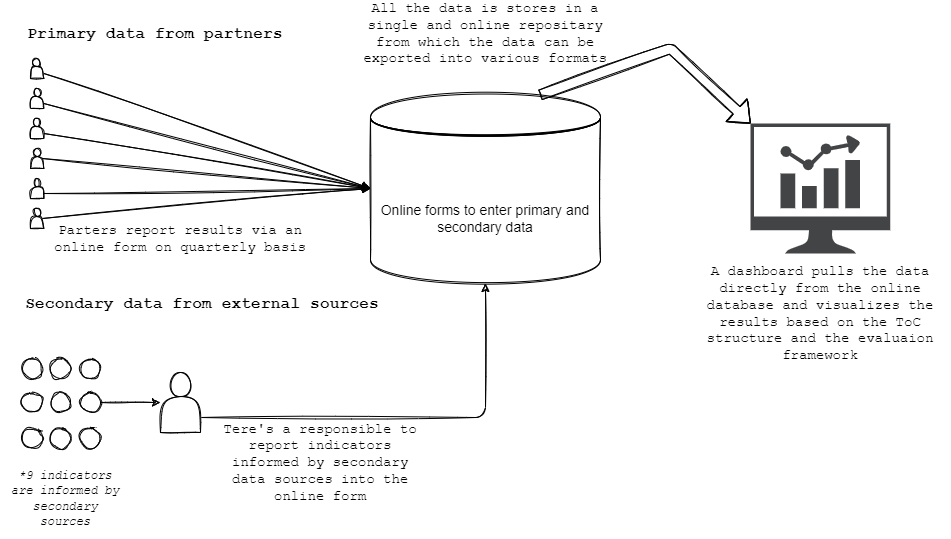 All the data is stores in a
single and online repositary
from which the data can be
exported into various formats
Primary data from partners
Online forms to enter primary and
secondary data
Parters report results via an
online form on quarterly basis
A dashboard pulls the data
directly from the online
database and visualizes the
results based on the ToC
structure and the evaluaion
framework
Secondary data from external sources
Tere's a responsible to
report indicators
informed by secondary
data sources into the
online form
*9 indicators
are informed by
secondary
sources